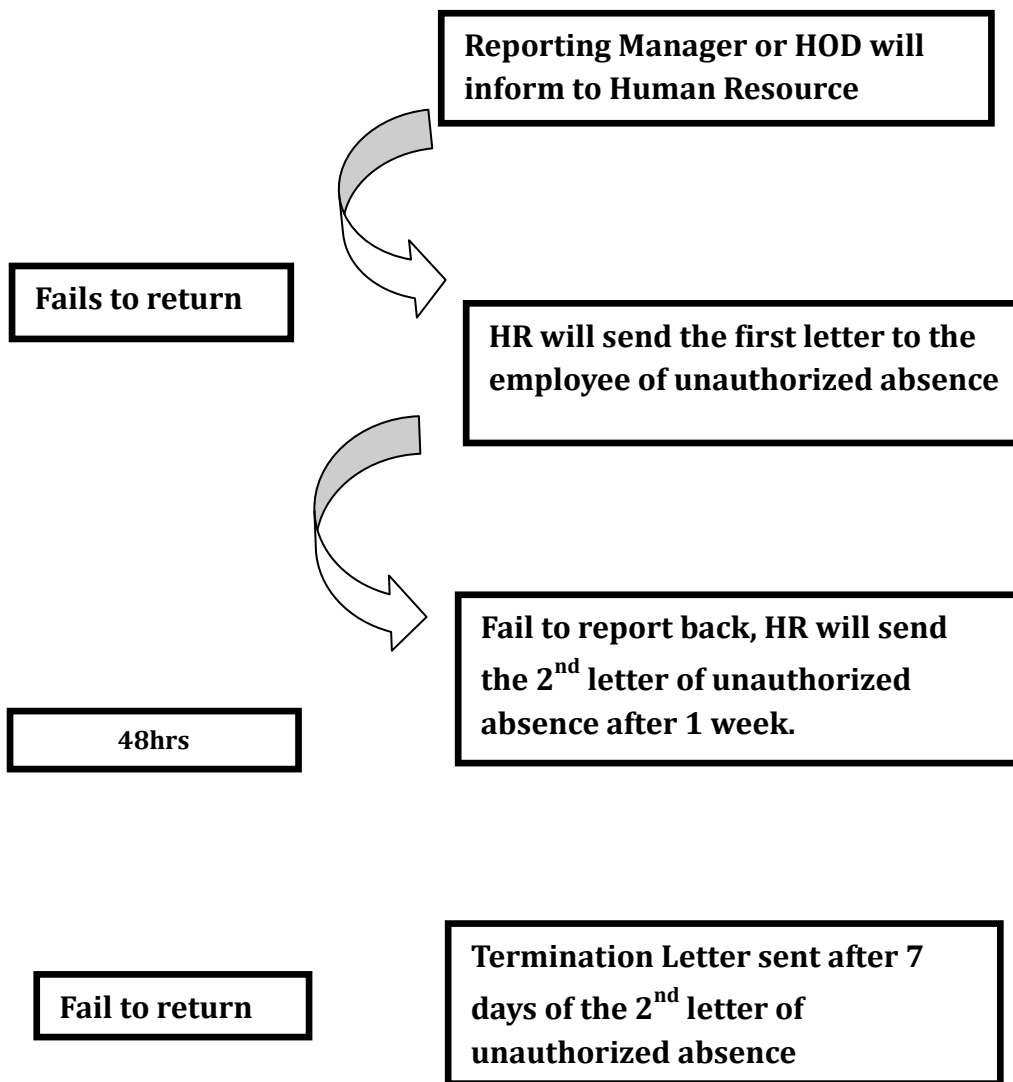 Reporting Manager or HOD will
inform to Human Resource
Fails to return
HR will send the first letter to the
employee of unauthorized absence
Fail to report back, HR will send
the 2nd letter of unauthorized
absence after 1 week.
48hrs
Termination Letter sent after 7
days of the 2nd letter of
unauthorized absence
Fail to return